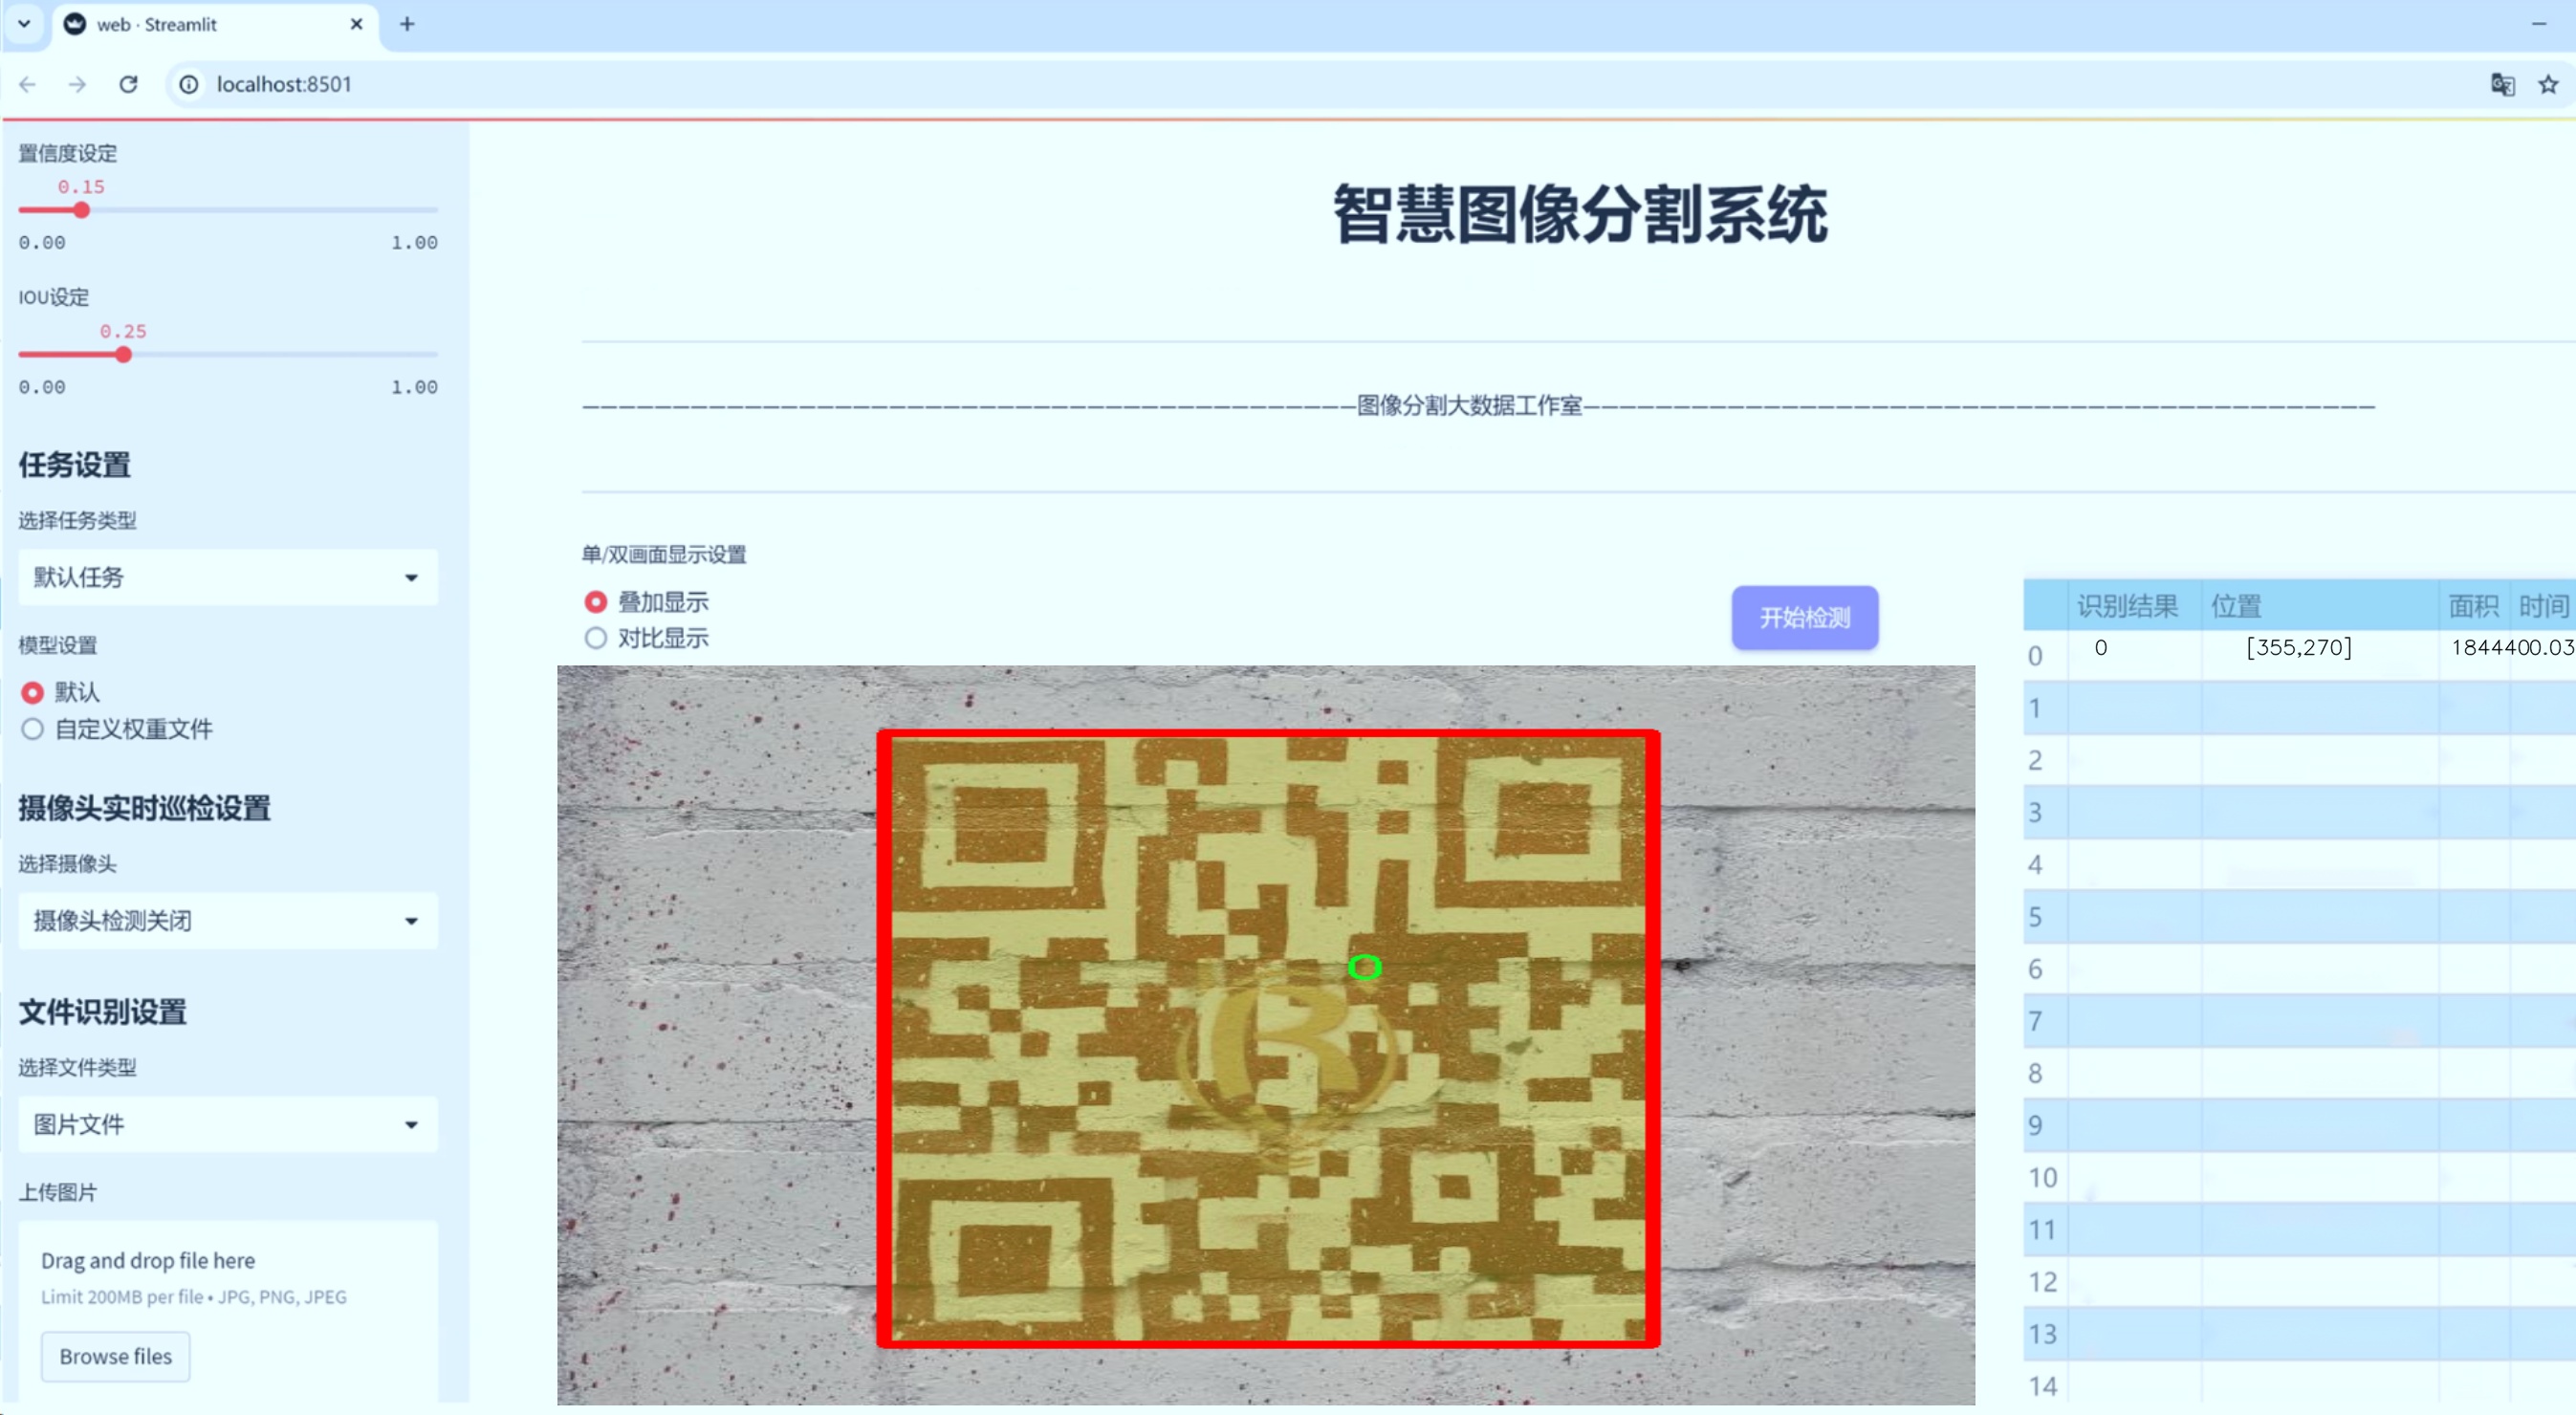 web · Streamlit
localhost:8501
置信度设定
0.15
0.00 1.00
IOU设定
0.25
0.00 1.00
任务设置
选择任务类型
默认任务
模型设置
默认
自定义权重文件
摄像头实时巡检设置
选择摄像头
摄像头检测关闭
文件识别设置
选择文件类型
图片文件
上传图片
Drag and drop file here
Limit 200MB per file • JPG, PNG, JPEG
Browse files
智慧图像分割系统
图像分割大数据工作室
单/双画面显示设置
叠加显示
对比显示
开始检测
R
识别结果 位置 面积 时间
0 0 [355,270] 1844400.03
1
2
3
4
5
6
7
8
9
10
11
12
13
14